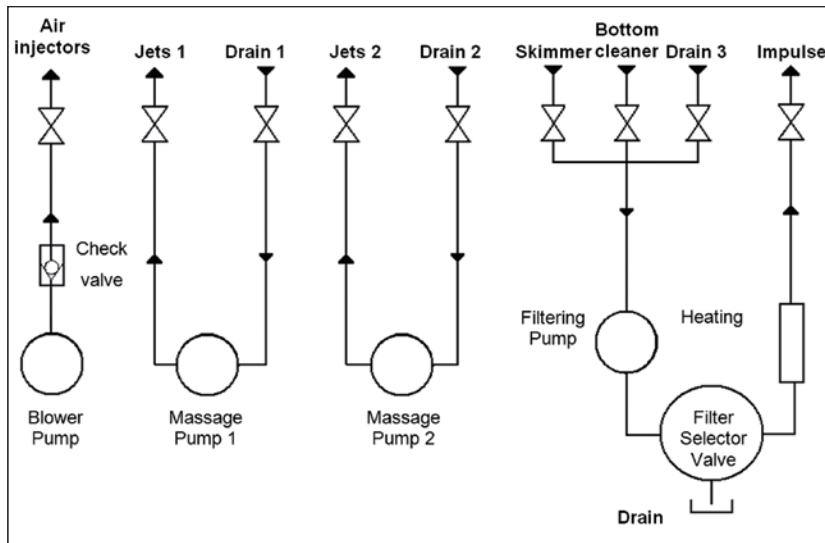 Air
injectors
Jets 1
Drain 1
Jets 2
Drain 2
Skimmer
Bottom
cleaner
Drain 3
Impulse
Check
valve
Filtering
Pump
Heating
Blower
Pump
Massage
Pump 1
Massage
Pump 2
Filter
Selector
Valve
Drain